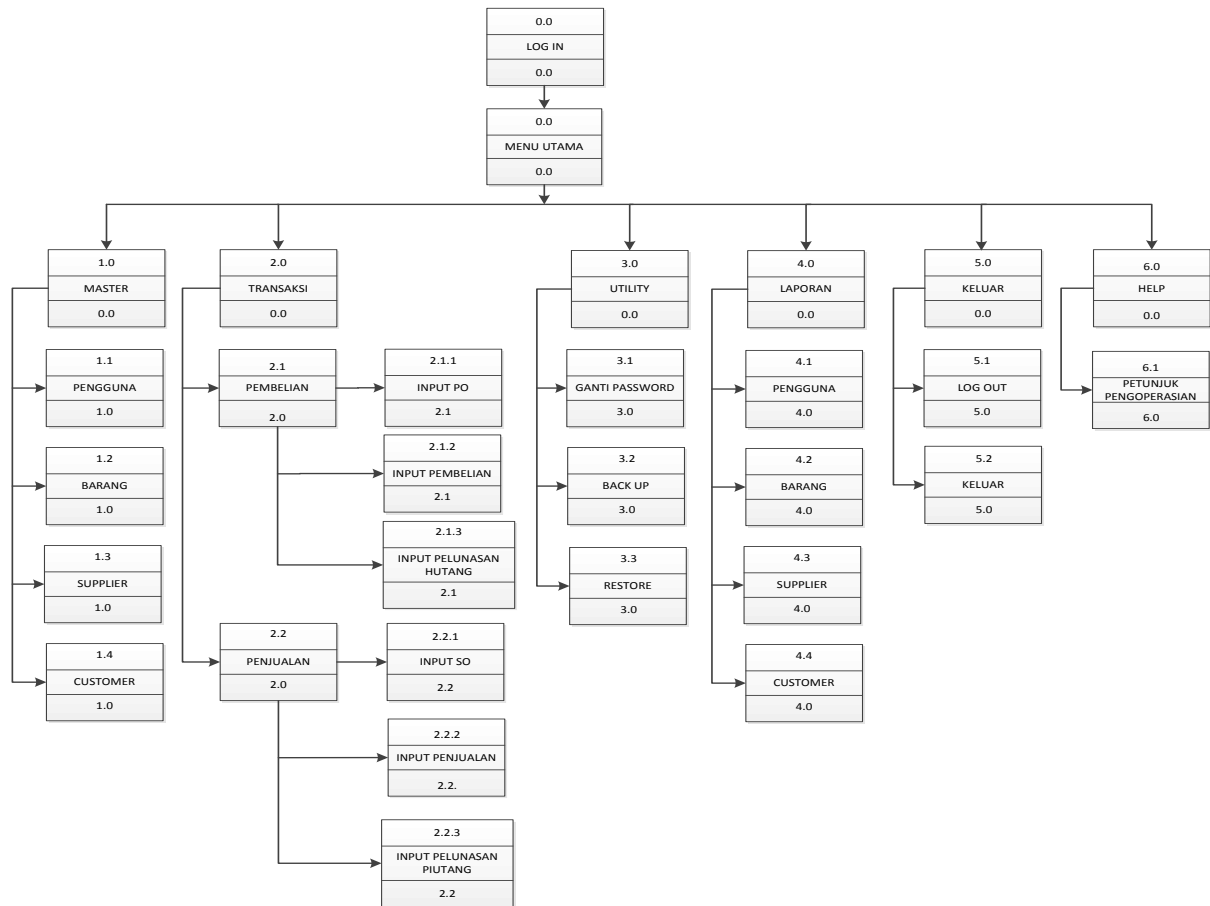 0.0
LOG IN
0.0
0.0
MENU UTAMA
0.0
1.0
MASTER
0.0
1.1
PENGGUNA
1.0
1.2
BARANG
1.0
1.3
SUPPLIER
1.0
1.4
CUSTOMER
1.0
2.0
TRANSAKSI
0.0
2.1
PEMBELIAN
2.0
2.1.1
INPUT PO
2.1
2.1.2
INPUT PEMBELIAN
2.1
2.1.3
INPUT PELUNASAN
HUTANG
2.1
2.2
PENJUALAN
2.0
2.2.1
INPUT SO
2.2
2.2.2
INPUT PENJUALAN
2.2.
2.2.3
INPUT PELUNASAN
PIUTANG
2.2
3.0
UTILITY
0.0
3.1
GANTI PASSWORD
3.0
3.2
BACK UP
3.0
3.3
RESTORE
3.0
4.0
LAPORAN
0.0
4.1
PENGGUNA
4.0
4.2
BARANG
4.0
4.3
SUPPLIER
4.0
4.4
CUSTOMER
4.0
5.0
KELUAR
0.0
5.1
LOG OUT
5.0
5.2
KELUAR
5.0
6.0
HELP
0.0
6.1
PETUNJUK
PENGOPERASIAN
6.0